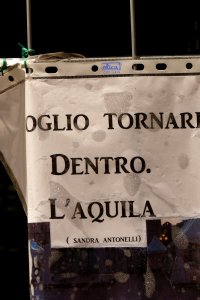 OGLIO TORNARE
DENTRO.
L'AQUILA
( SANDRA ANTONELLI)